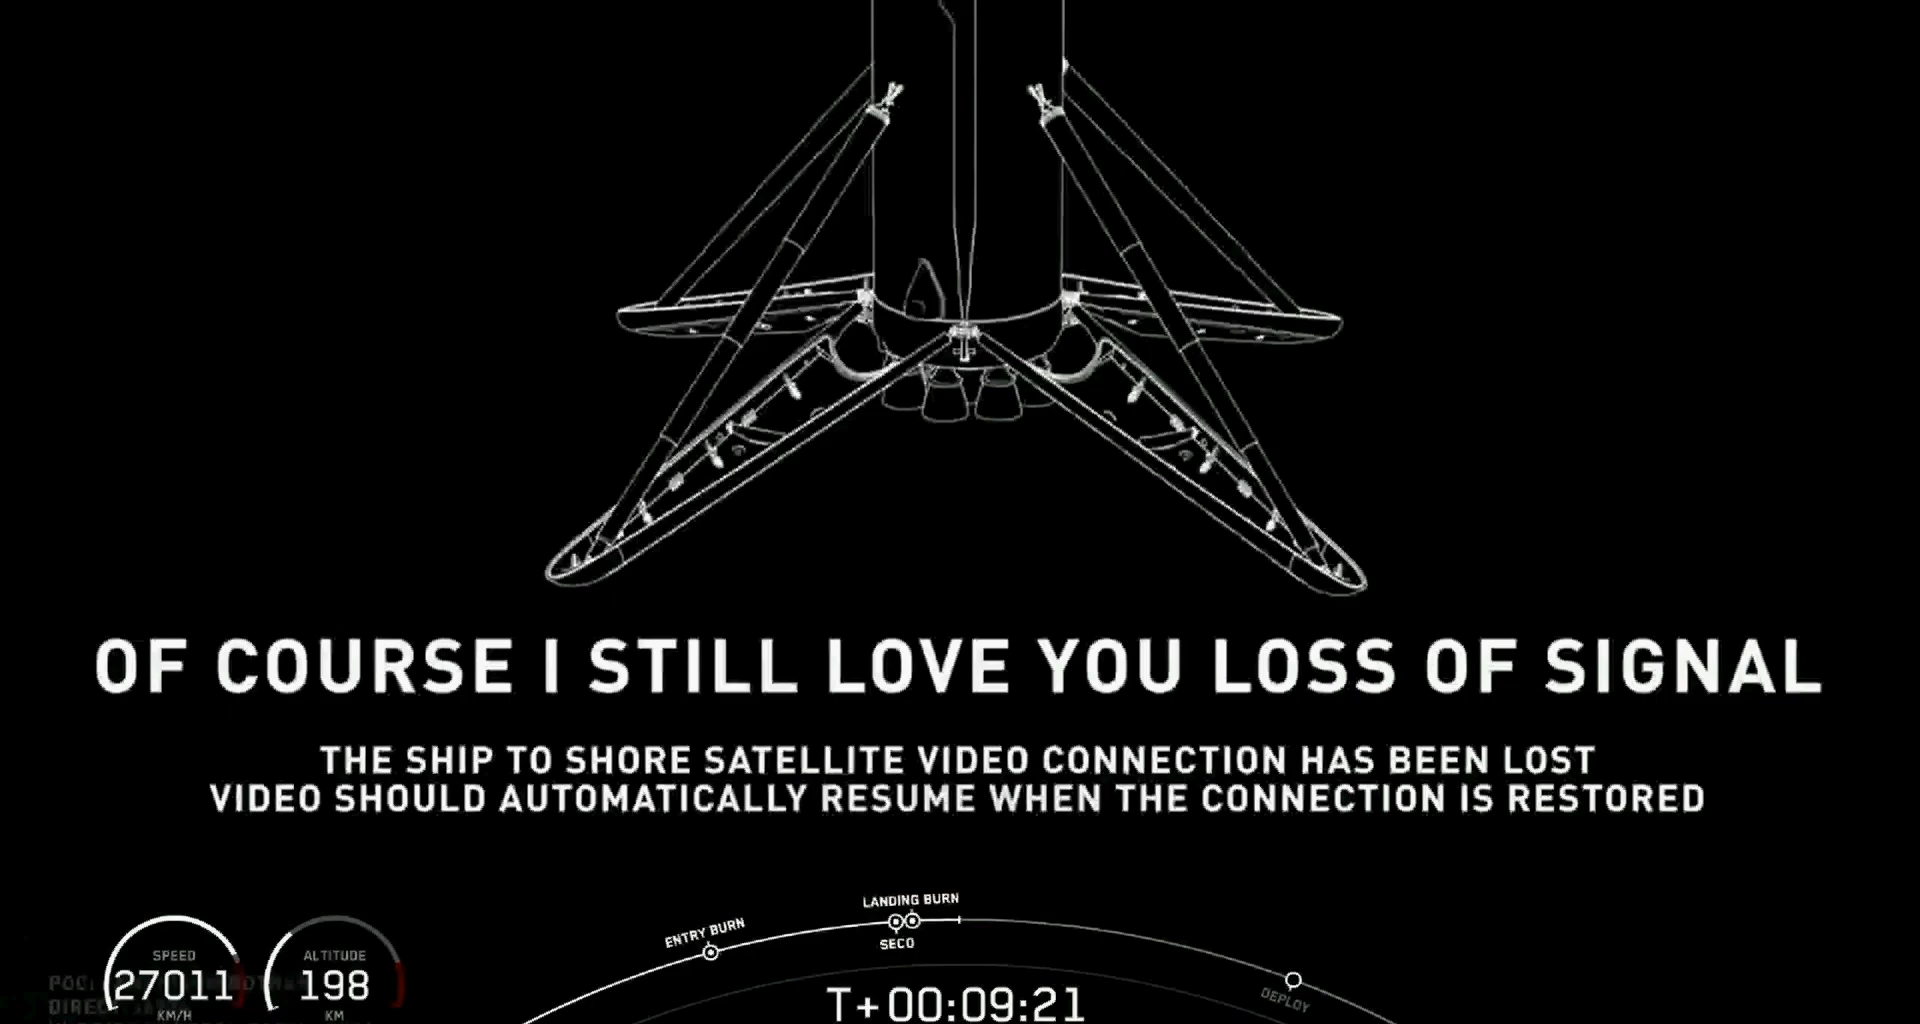 OF COURSE I STILL LOVE YOU LOSS OF SIGNAL
THE SHIP TO SHORE SATELLITE VIDEO CONNECTION HAS BEEN LOST
VIDEO SHOULD AUTOMATICALLY RESUME WHEN THE CONNECTION IS RESTORED
LANDING BURN
ENTRY BURN
SECO
SPEED
27011
KM/H
ALTITUDE
198
KM
DEPLOY
T+00:09:21